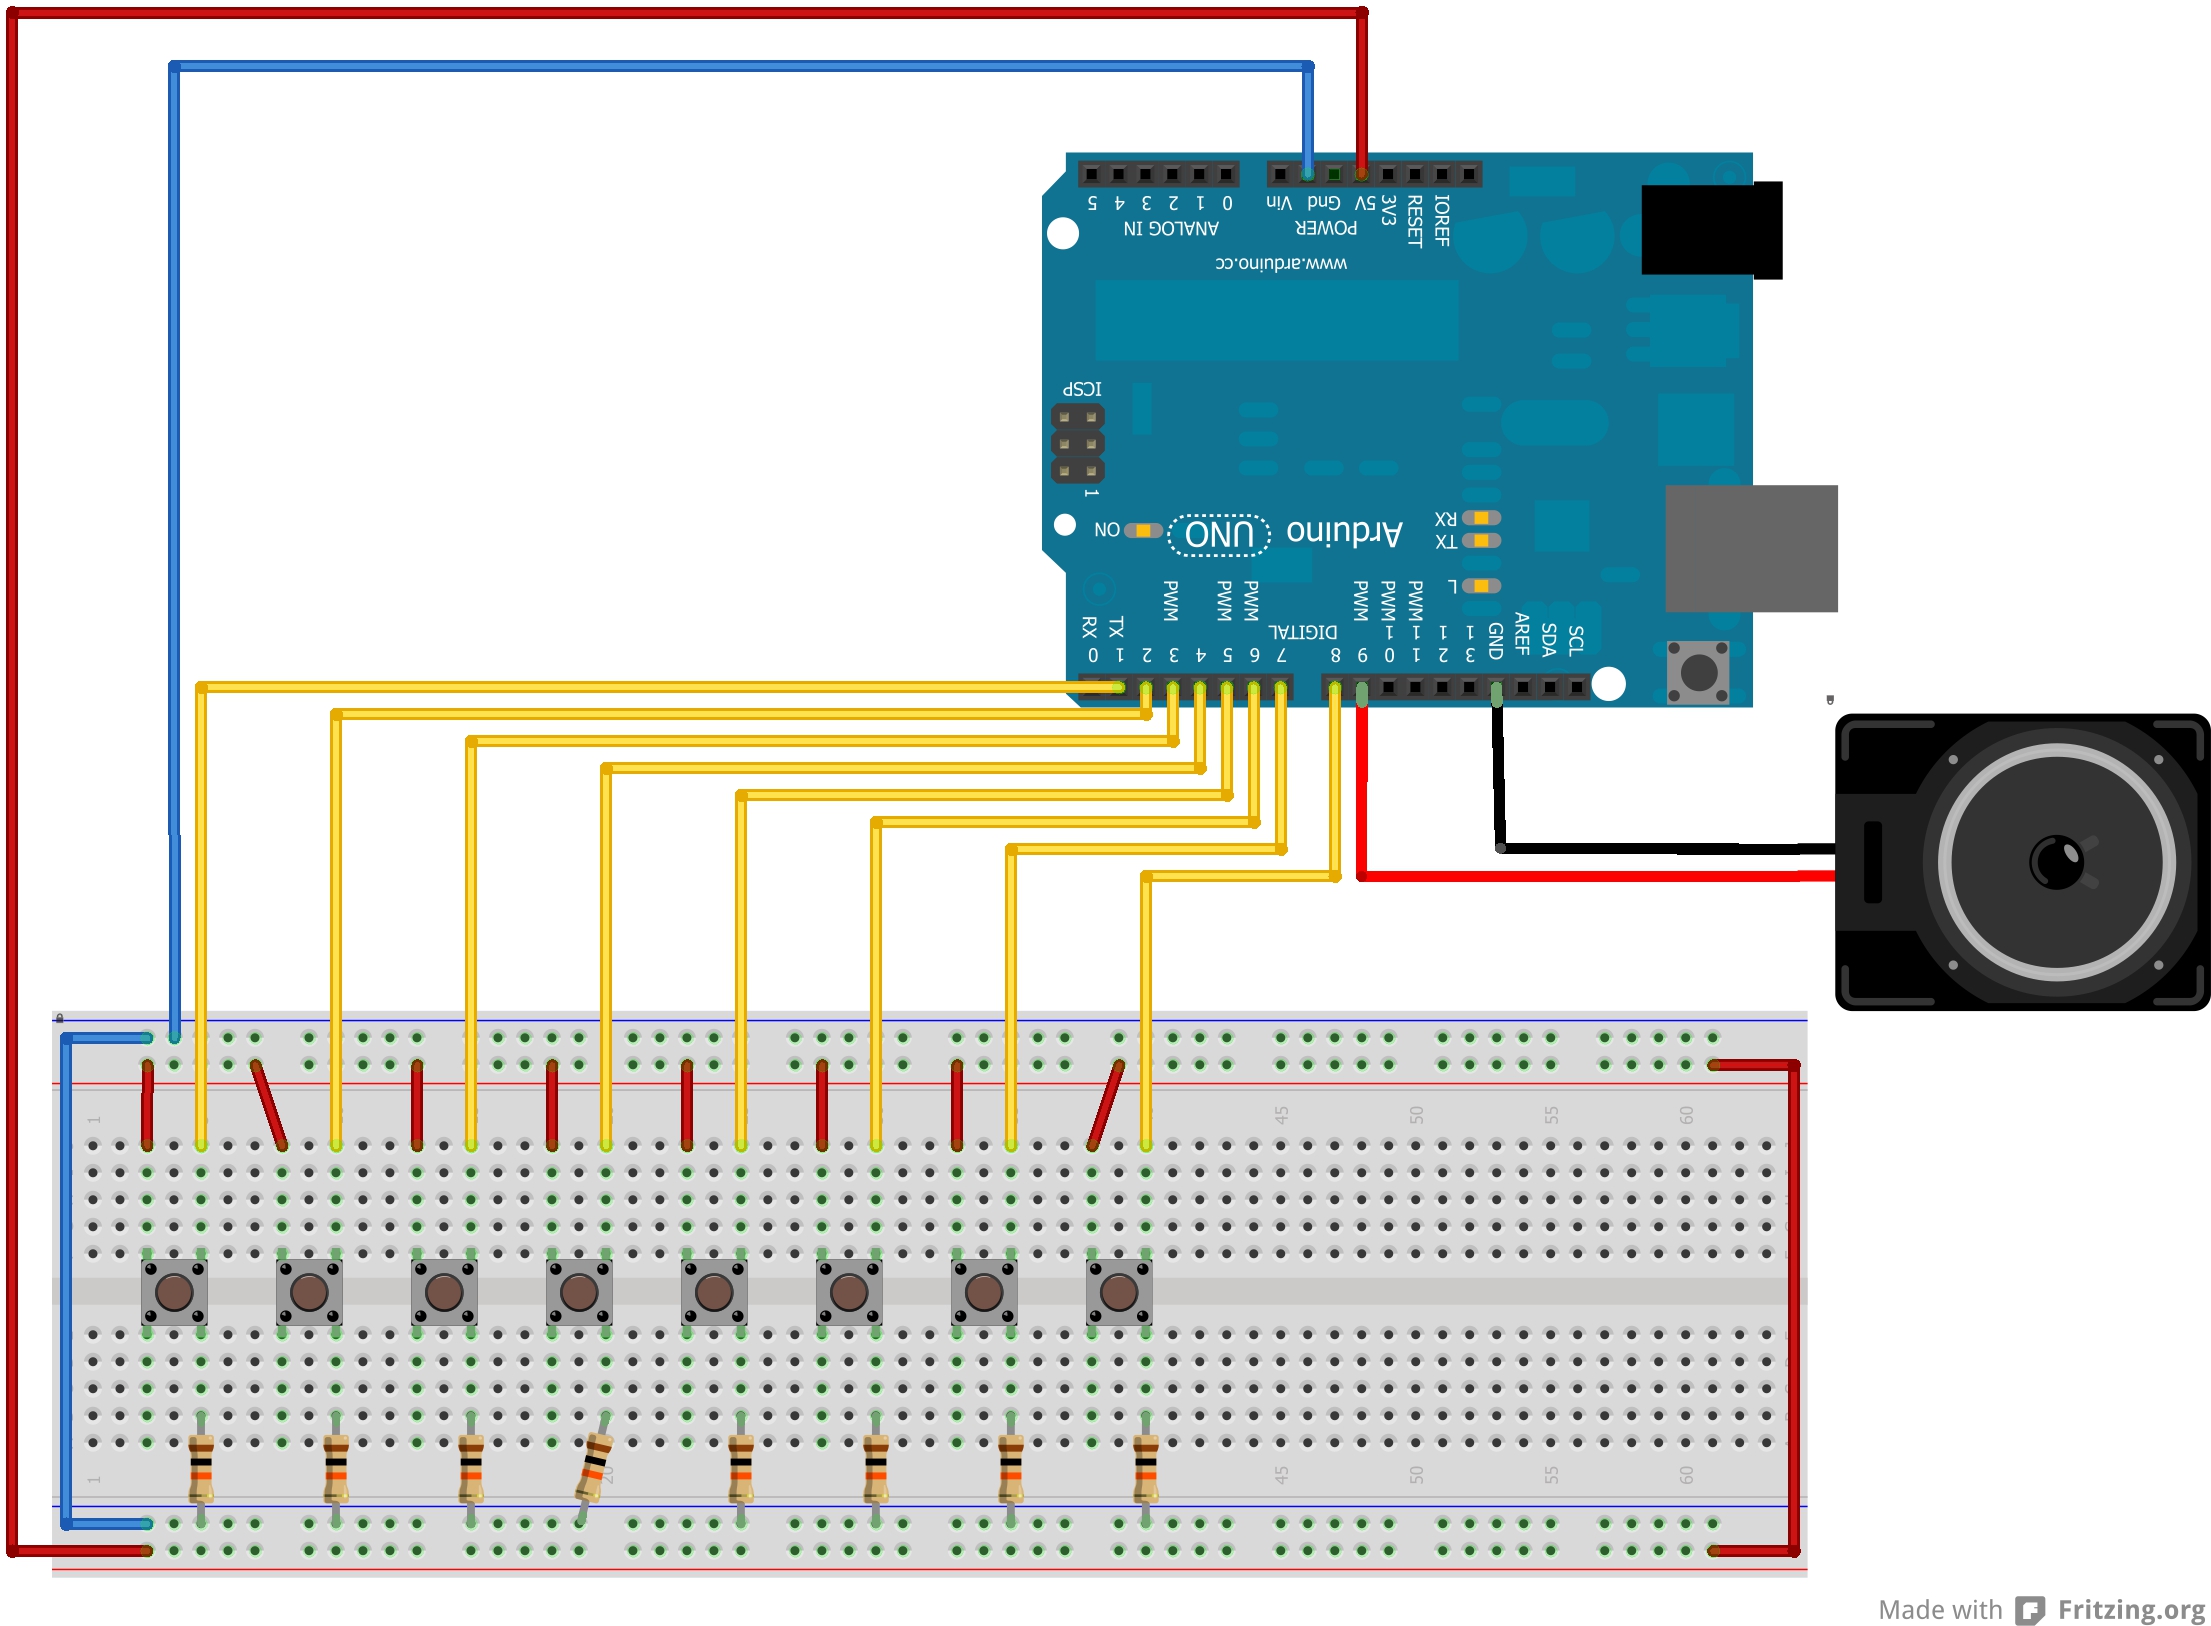 5 4 3 2 1 0
Vin Gnd 5V 3V3 RESET IOREF
ANALOG IN
POWER
www.arduino.cc
ICSP
1
ON UNO Arduino
RX
TX
L
PWM PWM PWM PWM PWM PWM
RX TX
DIGITAL
0 1 2 3 4 5 6 7 8 9 10 11 12 13 GND AREF SDA SCL
1 45 50 55 60
1 20 45 50 55 60
Made with Fritzing.org